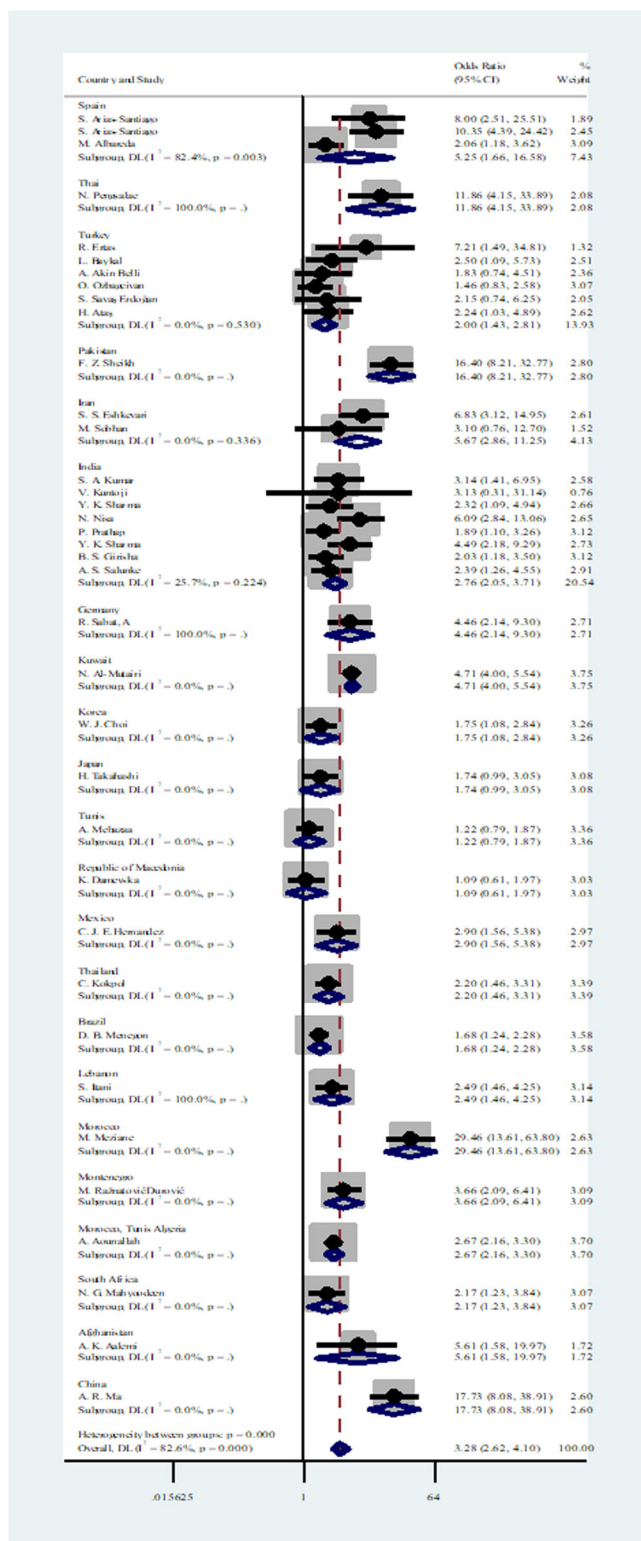 Odds Ratio %
Country and Study (95% CI) Weight
Spain
S. Arias-Santiago 8.00 (2.51, 25.51) 1.89
S. Arias-Santiago 10.35 (4.39, 24.42) 2.45
M. Albareda 2.06 (1.18, 3.62) 3.09
Subgroup, DL (I² = 82.4%, p = 0.003) 5.25 (1.66, 16.58) 7.43
Thai
N. 11.86 (4.15, 33.89) 2.08
Subgroup, DL (I² = 100.0%, p = .) 11.86 (4.15, 33.89) 2.08
Turkey
R. Ertas 7.21 (1.49, 34.81) 1.32
L. Baykal 2.50 (1.09, 5.73) 2.51
A. Akin Belli 1.83 (0.74, 4.51) 2.36
O. Ozbagcivan 1.46 (0.83, 2.58) 3.07
S. Savaş Erdoğan 2.15 (0.74, 6.25) 2.05
H. Ataş 2.24 (1.03, 4.89) 2.62
Subgroup, DL (I² = 0.0%, p = 0.530) 2.00 (1.43, 2.81) 13.93
Pakistan
F. Z. Sheikh 16.40 (8.21, 32.77) 2.80
Subgroup, DL (I² = 0.0%, p = .) 16.40 (8.21, 32.77) 2.80
Iran
S. S. Eshkevari 6.83 (3.12, 14.95) 2.61
M. 3.10 (0.76, 12.70) 1.52
Subgroup, DL (I² = 0.0%, p = 0.336) 5.67 (2.86, 11.25) 4.13
India
S. A Kumar 3.14 (1.41, 6.95) 2.58
V. Kuntoji 3.13 (0.31, 31.14) 0.76
Y. K. Sharma 2.32 (1.09, 4.94) 2.66
N. Nisa 6.09 (2.84, 13.06) 2.65
P. Prathap 1.89 (1.10, 3.26) 3.12
Y. K. Sharma 4.49 (2.18, 9.29) 2.73
B. S. Girisha 2.03 (1.18, 3.50) 3.12
A. S. Salunke 2.39 (1.26, 4.55) 2.91
Subgroup, DL (I² = 25.7%, p = 0.224) 2.76 (2.05, 3.71) 20.54
Germany
R. Sabat, A 4.46 (2.14, 9.30) 2.71
Subgroup, DL (I² = 100.0%, p = .) 4.46 (2.14, 9.30) 2.71
Kuwait
N. Al-Mutairi 4.71 (4.00, 5.54) 3.75
Subgroup, DL (I² = 0.0%, p = .) 4.71 (4.00, 5.54) 3.75
Korea
W. J. Choi 1.75 (1.08, 2.84) 3.26
Subgroup, DL (I² = 0.0%, p = .) 1.75 (1.08, 2.84) 3.26
Japan
H. Takahashi 1.74 (0.99, 3.05) 3.08
Subgroup, DL (I² = 0.0%, p = .) 1.74 (0.99, 3.05) 3.08
Tunis
A. Mebazaa 1.22 (0.79, 1.87) 3.36
Subgroup, DL (I² = 0.0%, p = .) 1.22 (0.79, 1.87) 3.36
Republic of Macedonia
K. Damevska 1.09 (0.61, 1.97) 3.03
Subgroup, DL (I² = 0.0%, p = .) 1.09 (0.61, 1.97) 3.03
Mexico
C. J. E. Hernandez 2.90 (1.56, 5.38) 2.97
Subgroup, DL (I² = 0.0%, p = .) 2.90 (1.56, 5.38) 2.97
Thailand
C. Kokpol 2.20 (1.46, 3.31) 3.39
Subgroup, DL (I² = 0.0%, p = .) 2.20 (1.46, 3.31) 3.39
Brazil
D. B. Menegon 1.68 (1.24, 2.28) 3.58
Subgroup, DL (I² = 0.0%, p = .) 1.68 (1.24, 2.28) 3.58
Lebanon
S. Itani 2.49 (1.46, 4.25) 3.14
Subgroup, DL (I² = 100.0%, p = .) 2.49 (1.46, 4.25) 3.14
Morocco
M. Meziane 29.46 (13.61, 63.80) 2.63
Subgroup, DL (I² = 0.0%, p = .) 29.46 (13.61, 63.80) 2.63
Montenegro
M. Ražnatović Đurović 3.66 (2.09, 6.41) 3.09
Subgroup, DL (I² = 0.0%, p = .) 3.66 (2.09, 6.41) 3.09
Morocco, Tunis Algeria
A. Aounallah 2.67 (2.16, 3.30) 3.70
Subgroup, DL (I² = 0.0%, p = .) 2.67 (2.16, 3.30) 3.70
South Africa
N. G. Mahyoodeen 2.17 (1.23, 3.84) 3.07
Subgroup, DL (I² = 0.0%, p = .) 2.17 (1.23, 3.84) 3.07
Afghanistan
A. K. Aalemi 5.61 (1.58, 19.97) 1.72
Subgroup, DL (I² = 0.0%, p = .) 5.61 (1.58, 19.97) 1.72
China
A. R. Ma 17.73 (8.08, 38.91) 2.60
Subgroup, DL (I² = 0.0%, p = .) 17.73 (8.08, 38.91) 2.60
Heterogeneity between groups: p = 0.000
Overall, DL (I² = 82.6%, p = 0.000) 3.28 (2.62, 4.10) 100.00
.015625 1 64